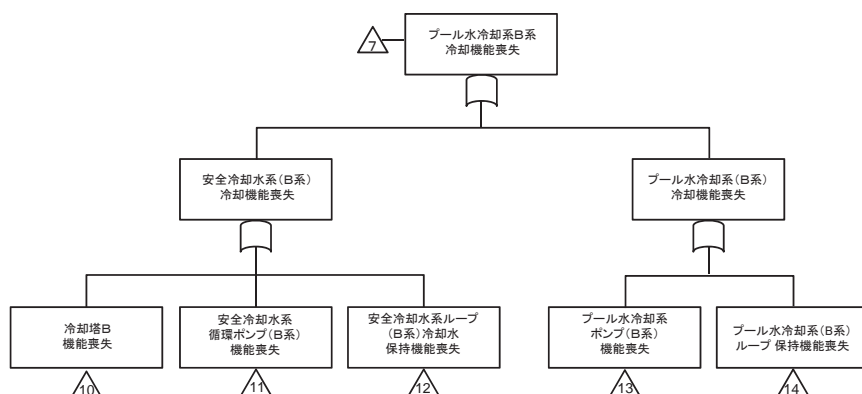 プール水冷却系B系
冷却機能喪失
7
安全冷却水系(B系)
冷却機能喪失
プール水冷却系(B系)
冷却機能喪失
冷却塔B
機能喪失
安全冷却水系
循環ポンプ(B系)
機能喪失
安全冷却水系ループ
(B系)冷却水
保持機能喪失
プール水冷却系
ポンプ(B系)
機能喪失
プール水冷却系(B系)
ループ 保持機能喪失
10
11
12
13
14